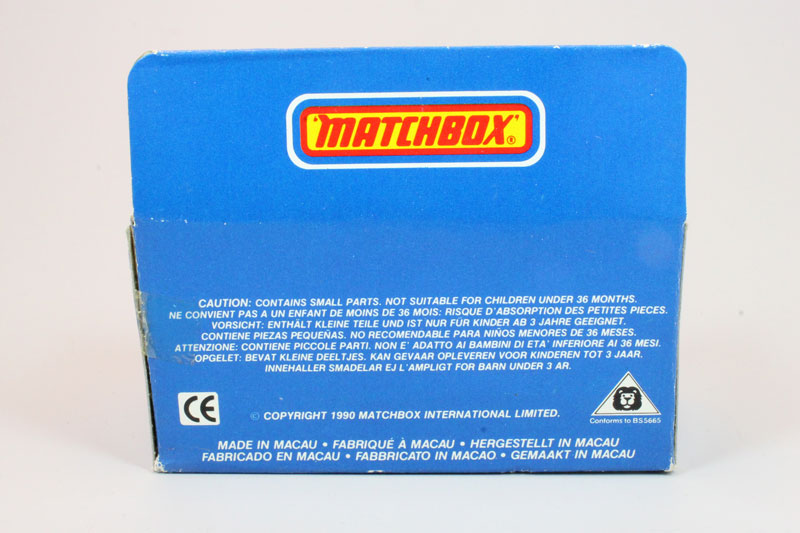 "MATCHBOX" ®
CAUTION: CONTAINS SMALL PARTS. NOT SUITABLE FOR CHILDREN UNDER 36 MONTHS.
NE CONVIENT PAS A UN ENFANT DE MOINS DE 36 MOIS: RISQUE D'ABSORPTION DES PETITES PIECES.
VORSICHT: ENTHÄLT KLEINE TEILE UND IST NUR FÜR KINDER AB 3 JAHRE GEEIGNET.
CONTIENE PIEZAS PEQUEÑAS. NO RECOMENDABLE PARA NIÑOS MENORES DE 36 MESES.
ATTENZIONE: CONTIENE PICCOLE PARTI. NON E' ADATTO AI BAMBINI DI ETA' INFERIORE AI 36 MESI.
OPGELET: BEVAT KLEINE DEELTJES. KAN GEVAAR OPLEVEREN VOOR KINDEREN TOT 3 JAAR.
INNEHALLER SMADELAR EJ L'AMPLIGT FOR BARN UNDER 3 AR.
CE
© COPYRIGHT 1990 MATCHBOX INTERNATIONAL LIMITED.
Conforms to BS5665
MADE IN MACAU • FABRIQUÉ À MACAU • HERGESTELLT IN MACAU
FABRICADO EN MACAU • FABBRICATO IN MACAO • GEMAAKT IN MACAU